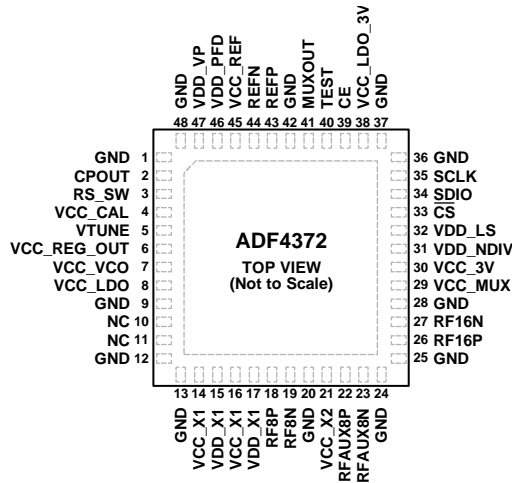 GND
VDD_VP
VDD_PFD
VCC_REF
REFN
REFP
GND
MUXOUT
TEST
CE
VCC_LDO_3V
GND
48 47 46 45 44 43 42 41 40 39 38 37
GND 1
CPOUT 2
RS_SW 3
VCC_CAL 4
VTUNE 5
VCC_REG_OUT 6
VCC_VCO 7
VCC_LDO 8
GND 9
NC 10
NC 11
GND 12
ADF4372
TOP VIEW
(Not to Scale)
36 GND
35 SCLK
34 SDIO
33 CS
32 VDD_LS
31 VDD_NDIV
30 VCC_3V
29 VCC_MUX
28 GND
27 RF16N
26 RF16P
25 GND
13 14 15 16 17 18 19 20 21 22 23 24
GND
VCC_X1
VDD_X1
VCC_X1
VDD_X1
RF8P
RF8N
GND
VCC_X2
RFAUX8P
RFAUX8N
GND